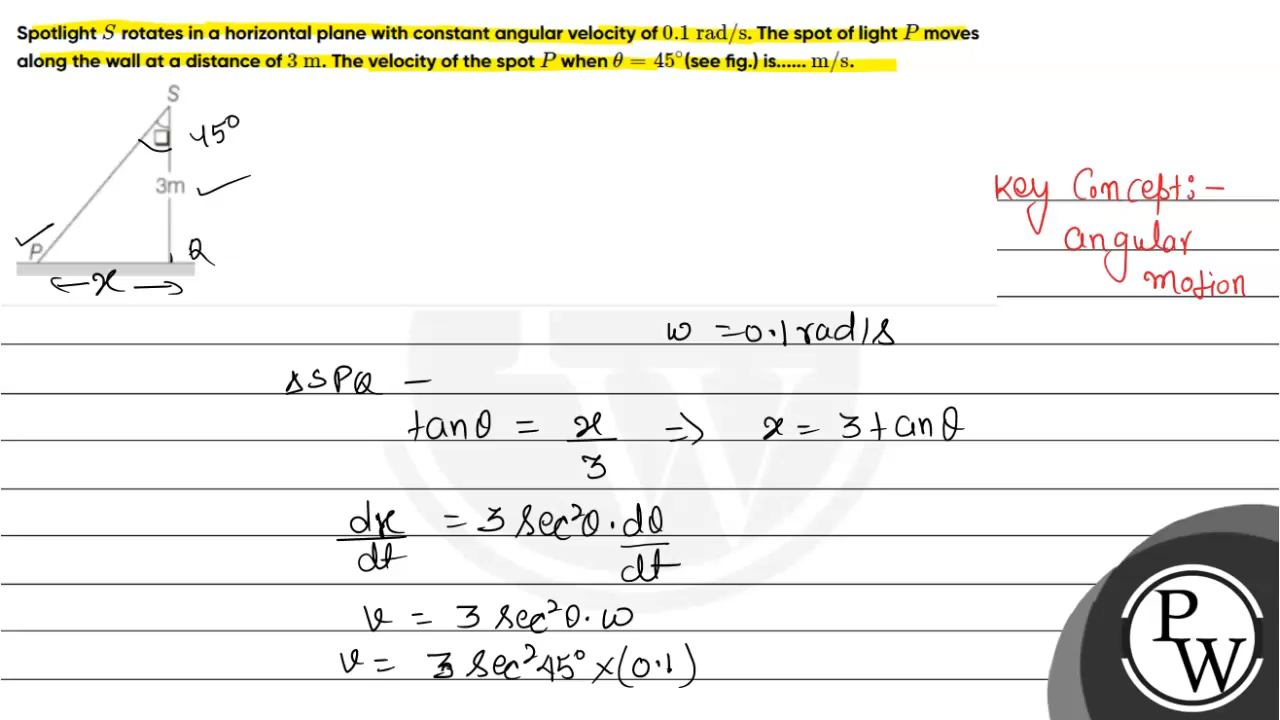 Spotlight S rotates in a horizontal plane with constant angular velocity of 0.1 rad/s. The spot of light P moves
along the wall at a distance of 3 m. The velocity of the spot P when θ = 45° (see fig.) is...... m/s.
S
45°
3m
P
Q
x
Key Concept:-
angular
motion
w = 0.1 rad/s
ΔSPQ –
tanθ = x/3 ⇒ x = 3 tanθ
dx/dt = 3 sec²θ · dθ/dt
v = 3 sec²θ · w
v = 3 sec²45° × (0.1)
P
W